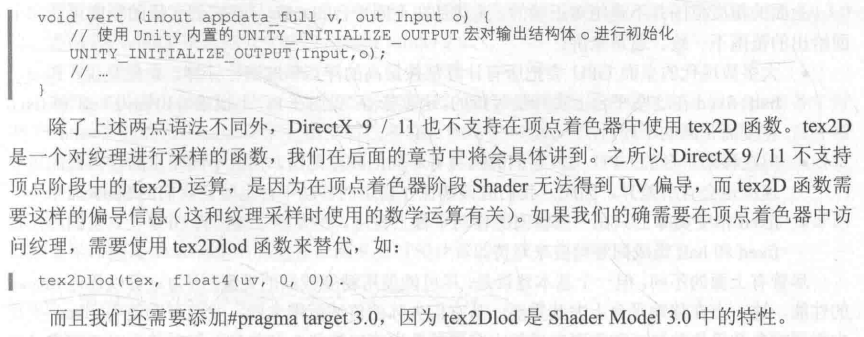 void vert (inout appdata_full v, out Input o) {
// 使用 Unity 内置的 UNITY_INITIALIZE_OUTPUT 宏对输出结构体 o 进行初始化
UNITY_INITIALIZE_OUTPUT(Input,o);
// …
}
除了上述两点语法不同外，DirectX 9 / 11 也不支持在顶点着色器中使用 tex2D 函数。tex2D
是一个对纹理进行采样的函数，我们在后面的章节中将会具体讲到。之所以 DirectX 9 / 11 不支持
顶点阶段中的 tex2D 运算，是因为在顶点着色器阶段 Shader 无法得到 UV 偏导，而 tex2D 函数需
要这样的偏导信息（这和纹理采样时使用的数学运算有关）。如果我们的确需要在顶点着色器中访
问纹理，需要使用 tex2Dlod 函数来替代，如：
tex2Dlod(tex, float4(uv, 0, 0)).
而且我们还需要添加#pragma target 3.0，因为 tex2Dlod 是 Shader Model 3.0 中的特性。